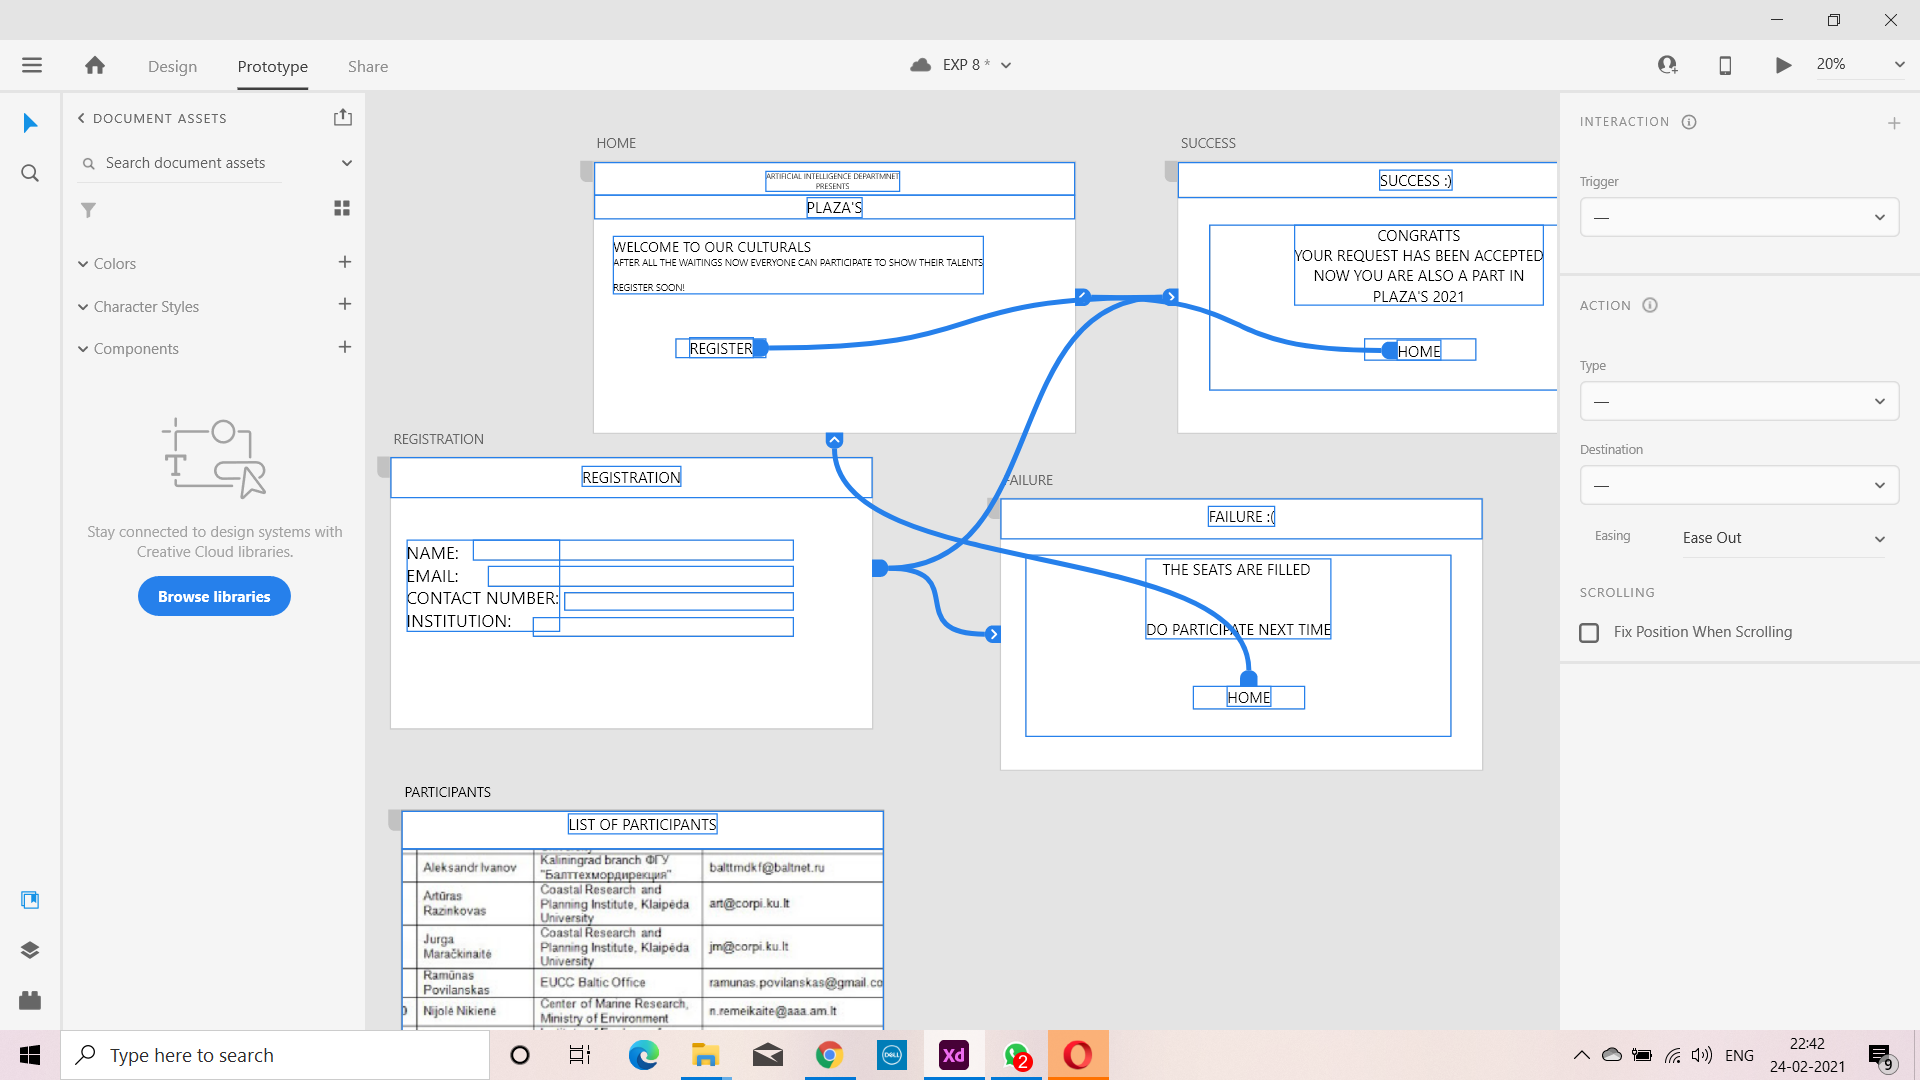 Design
Prototype
Share
EXP 8 *
20%
DOCUMENT ASSETS
Search document assets
Colors
Character Styles
Components
Stay connected to design systems with
Creative Cloud libraries.
Browse libraries
HOME
ARTIFICIAL INTELLIGENCE DEPARTMNET
PRESENTS
PLAZA'S
WELCOME TO OUR CULTURALS
AFTER ALL THE WAITINGS NOW EVERYONE CAN PARTICIPATE TO SHOW THEIR TALENTS
REGISTER SOON!
REGISTER
SUCCESS
SUCCESS :)
CONGRATTS
YOUR REQUEST HAS BEEN ACCEPTED
NOW YOU ARE ALSO A PART IN
PLAZA'S 2021
HOME
REGISTRATION
REGISTRATION
NAME:
EMAIL:
CONTACT NUMBER:
INSTITUTION:
FAILURE
FAILURE :(
THE SEATS ARE FILLED
DO PARTICIPATE NEXT TIME
HOME
PARTICIPANTS
LIST OF PARTICIPANTS
Aleksandr Ivanov
Kaliningrad branch ФГУ
"Балттехмордирекция"
balttmdkf@baltnet.ru
Artūras
Razinkovas
Coastal Research and
Planning Institute, Klaipėda
University
art@corpi.ku.lt
Jurga
Maračkinaitė
Coastal Research and
Planning Institute, Klaipėda
University
jm@corpi.ku.lt
Ramūnas
Povilanskas
EUCC Baltic Office
ramunas.povilanskas@gmail.co
Nijolė Nikienė
Center of Marine Research,
Ministry of Environment
n.remeikaite@aaa.am.lt
INTERACTION
Trigger
—
ACTION
Type
—
Destination
—
Easing
Ease Out
SCROLLING
Fix Position When Scrolling
Type here to search
DELL
Xd
2
ENG
22:42
24-02-2021
9